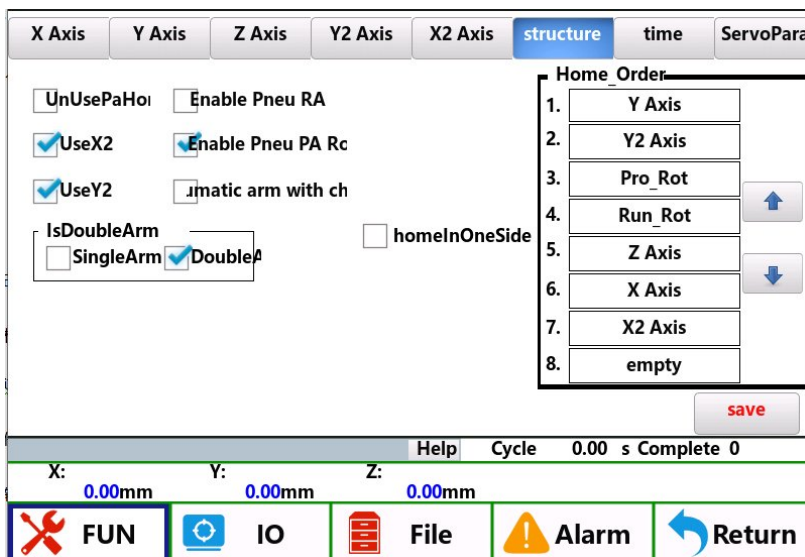 X Axis Y Axis Z Axis Y2 Axis X2 Axis structure time ServoPara
Home_Order
UnUsePaHo Enable Pneu RA
UseX2 Enable Pneu PA Ro
UseY2 umatic arm with ch
IsDoubleArm
SingleArm Double
homeInOneSide
1. Y Axis
2. Y2 Axis
3. Pro_Rot
4. Run_Rot
5. Z Axis
6. X Axis
7. X2 Axis
8. empty
save
Help Cycle 0.00 s Complete 0
X: Y: Z:
0.00mm 0.00mm 0.00mm
FUN IO File Alarm Return